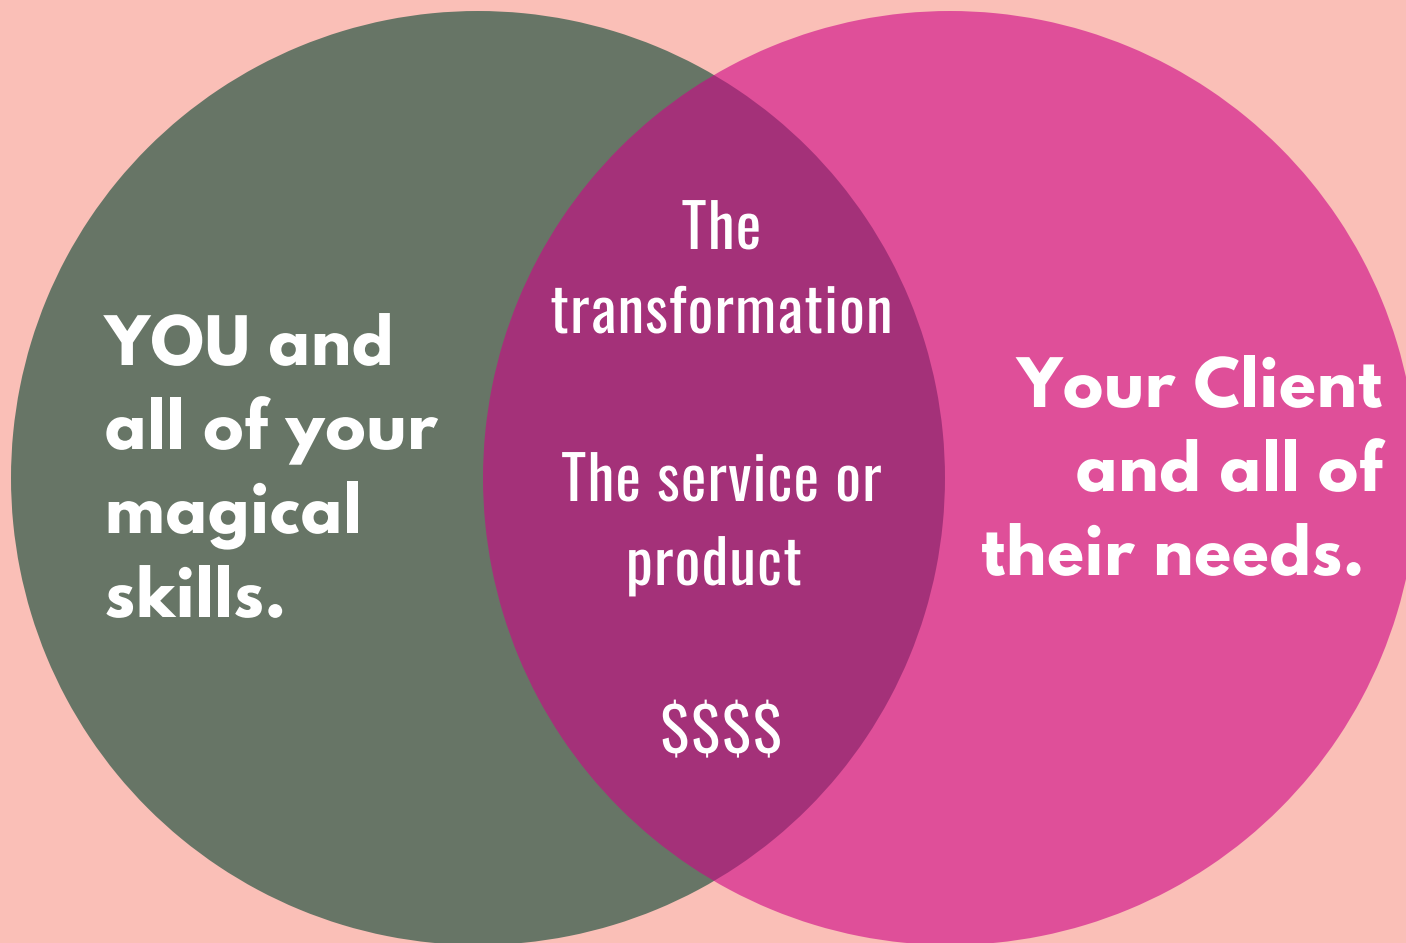 YOU and
all of your
magical
skills.
The
transformation
The service or
product
$$$$
Your Client
and all of
their needs.